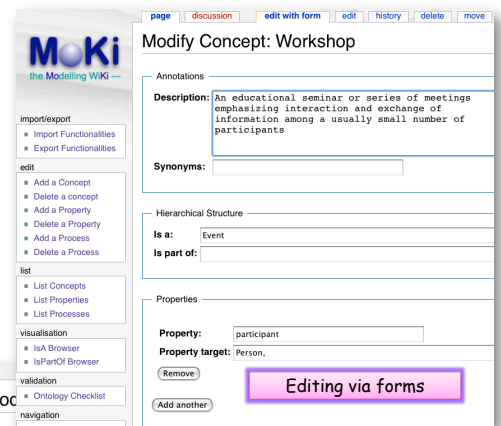 page discussion edit with form edit history delete move
MoKi
the Modelling WiKi ---
Modify Concept: Workshop
Annotations
Description: An educational seminar or series of meetings
emphasizing interaction and exchange of
information among a usually small number of
participants
Synonyms:
Hierarchical Structure
Is a: Event
Is part of:
Properties
Property: participant
Property target: Person,
Remove
Editing via forms
Add another
import/export
Import Functionalities
Export Functionalities
edit
Add a Concept
Delete a concept
Add a Property
Delete a Property
Add a Process
Delete a Process
list
List Concepts
List Properties
List Processes
visualisation
IsA Browser
IsPartOf Browser
validation
Ontology Checklist
navigation